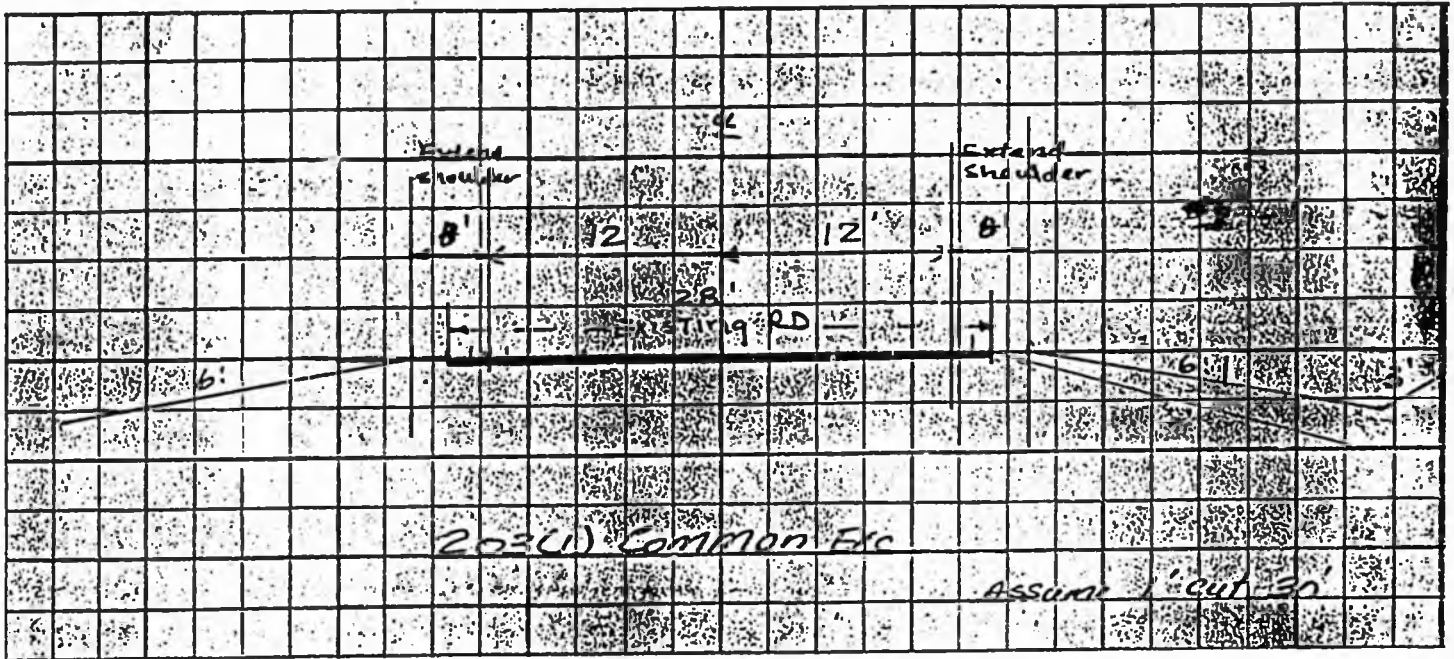 CL
Extend Extend
shoulder shoulder
8' 12 12' 8'
28'
Existing RD
6: 6 1
203(1) Common Exc
Assume 1' cut 30'